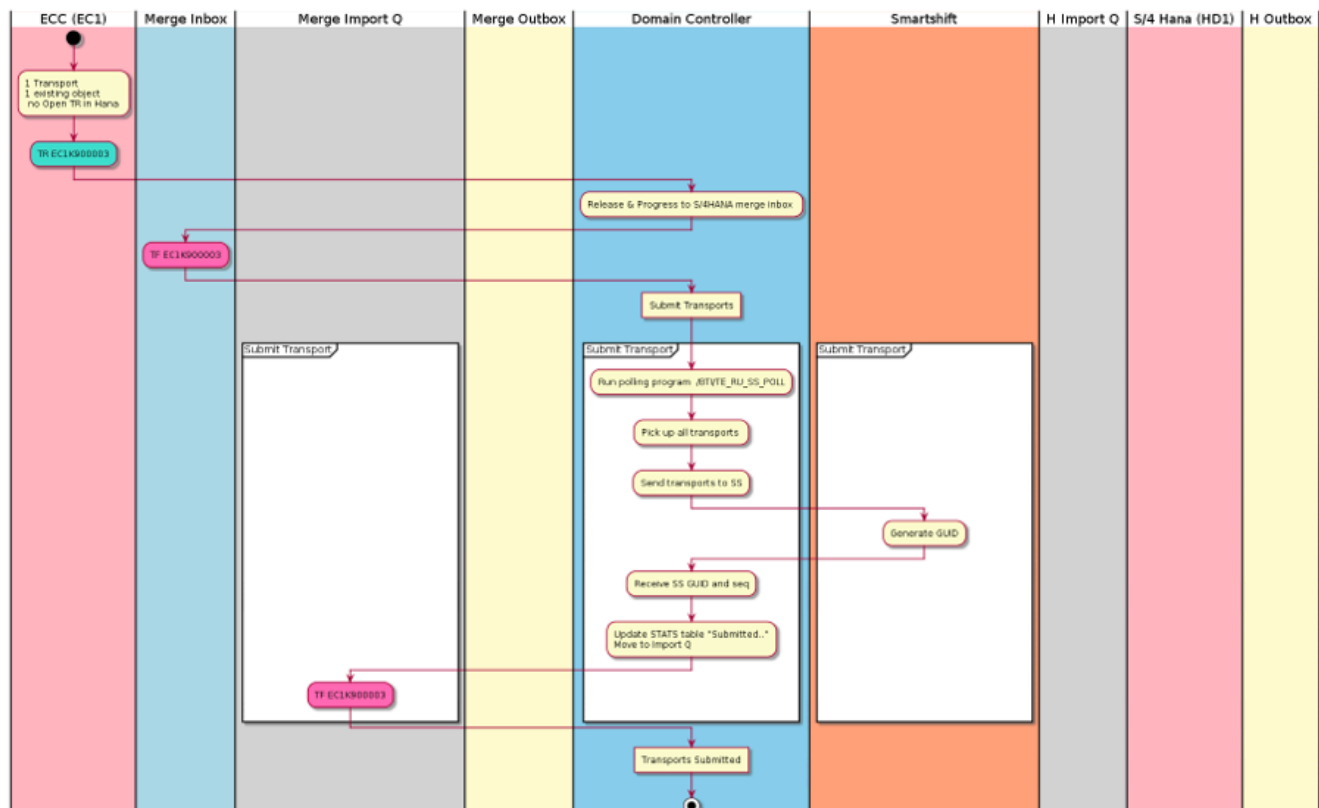 ECC (EC1)
Merge Inbox
Merge Import Q
Merge Outbox
Domain Controller
Smartshift
H Import Q
S/4 Hana (HD1)
H Outbox
1 Transport
1 existing object
no Open TR in Hana
TR EC1K900003
Release & Progress to S/4HANA merge inbox
TF EC1K900003
Submit Transports
Submit Transport
Submit Transport
Submit Transport
Run polling program /BTI/TE_RU_SS_POLL
Pick up all transports
Send transports to SS
Generate GUID
Receive SS GUID and seq
Update STATS table "Submitted.."
Move to Import Q
TF EC1K900003
Transports Submitted